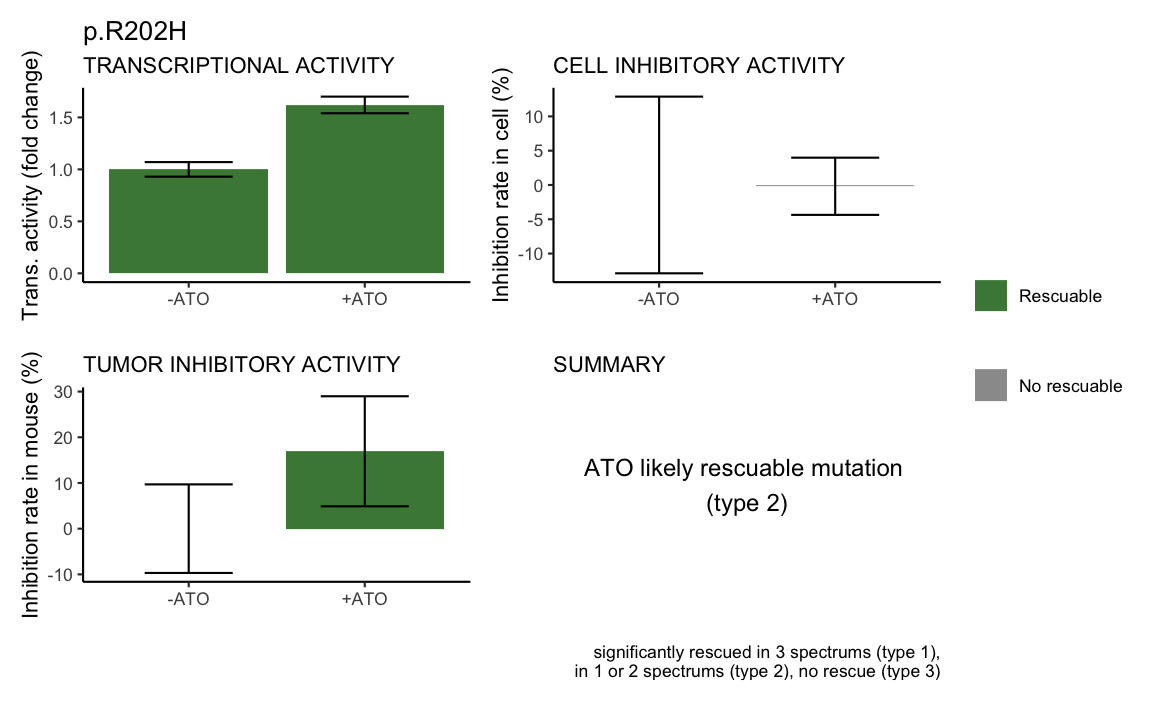 p.R202H
TRANSCRIPTIONAL ACTIVITY
Trans. activity (fold change)
1.5
1.0
0.5
0.0
-ATO
+ATO
CELL INHIBITORY ACTIVITY
Inhibition rate in cell (%)
10
5
0
-5
-10
-ATO
+ATO
TUMOR INHIBITORY ACTIVITY
Inhibition rate in mouse (%)
30
20
10
0
-10
-ATO
+ATO
SUMMARY
ATO likely rescuable mutation
(type 2)
significantly rescued in 3 spectrums (type 1),
in 1 or 2 spectrums (type 2), no rescue (type 3)
Rescuable
No rescuable